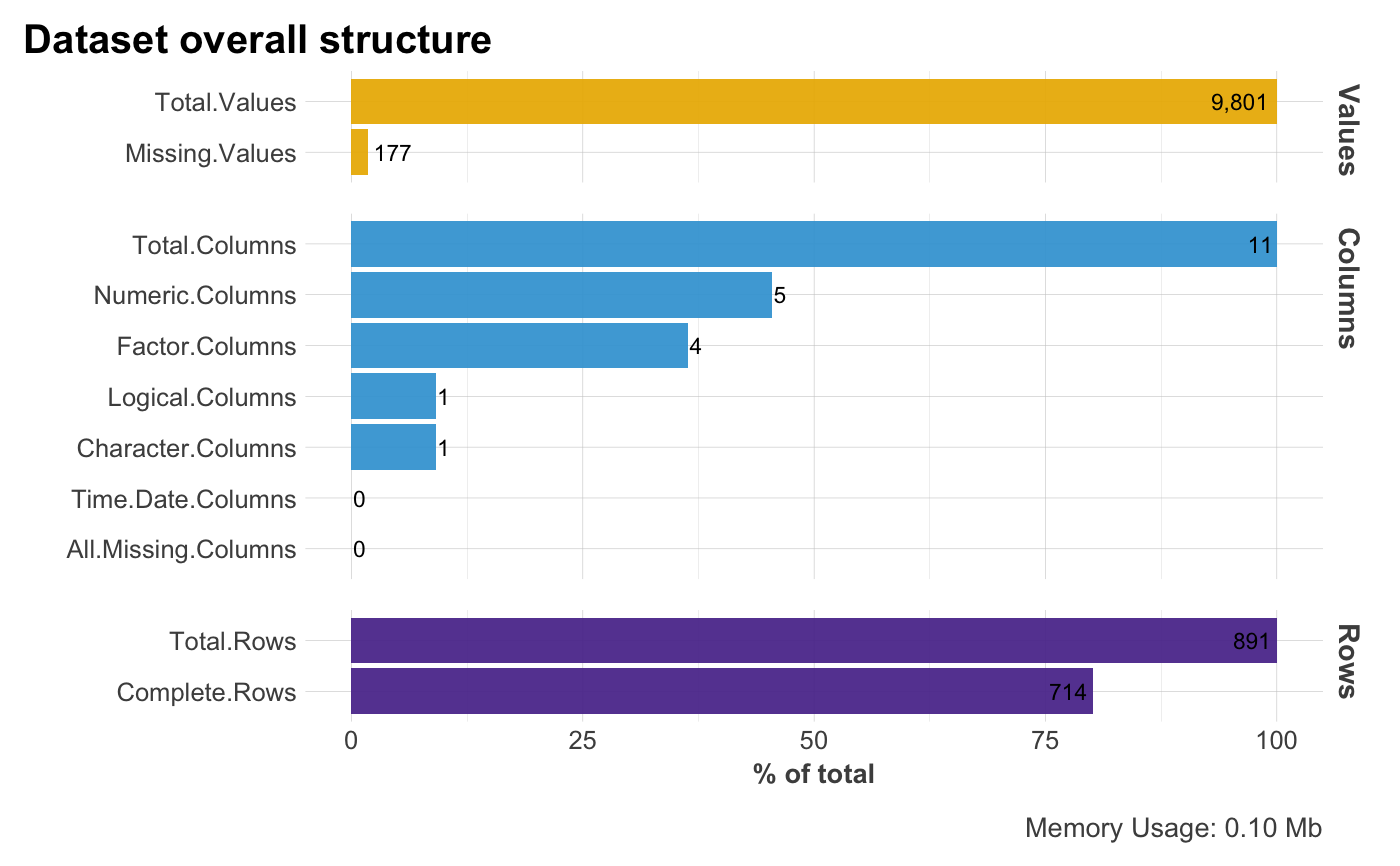 Dataset overall structure
Total.Values 9,801
Missing.Values 177
Values
Total.Columns 11
Numeric.Columns 5
Factor.Columns 4
Logical.Columns 1
Character.Columns 1
Time.Date.Columns 0
All.Missing.Columns 0
Columns
Total.Rows 891
Complete.Rows 714
Rows
0 25 50 75 100
% of total
Memory Usage: 0.10 Mb